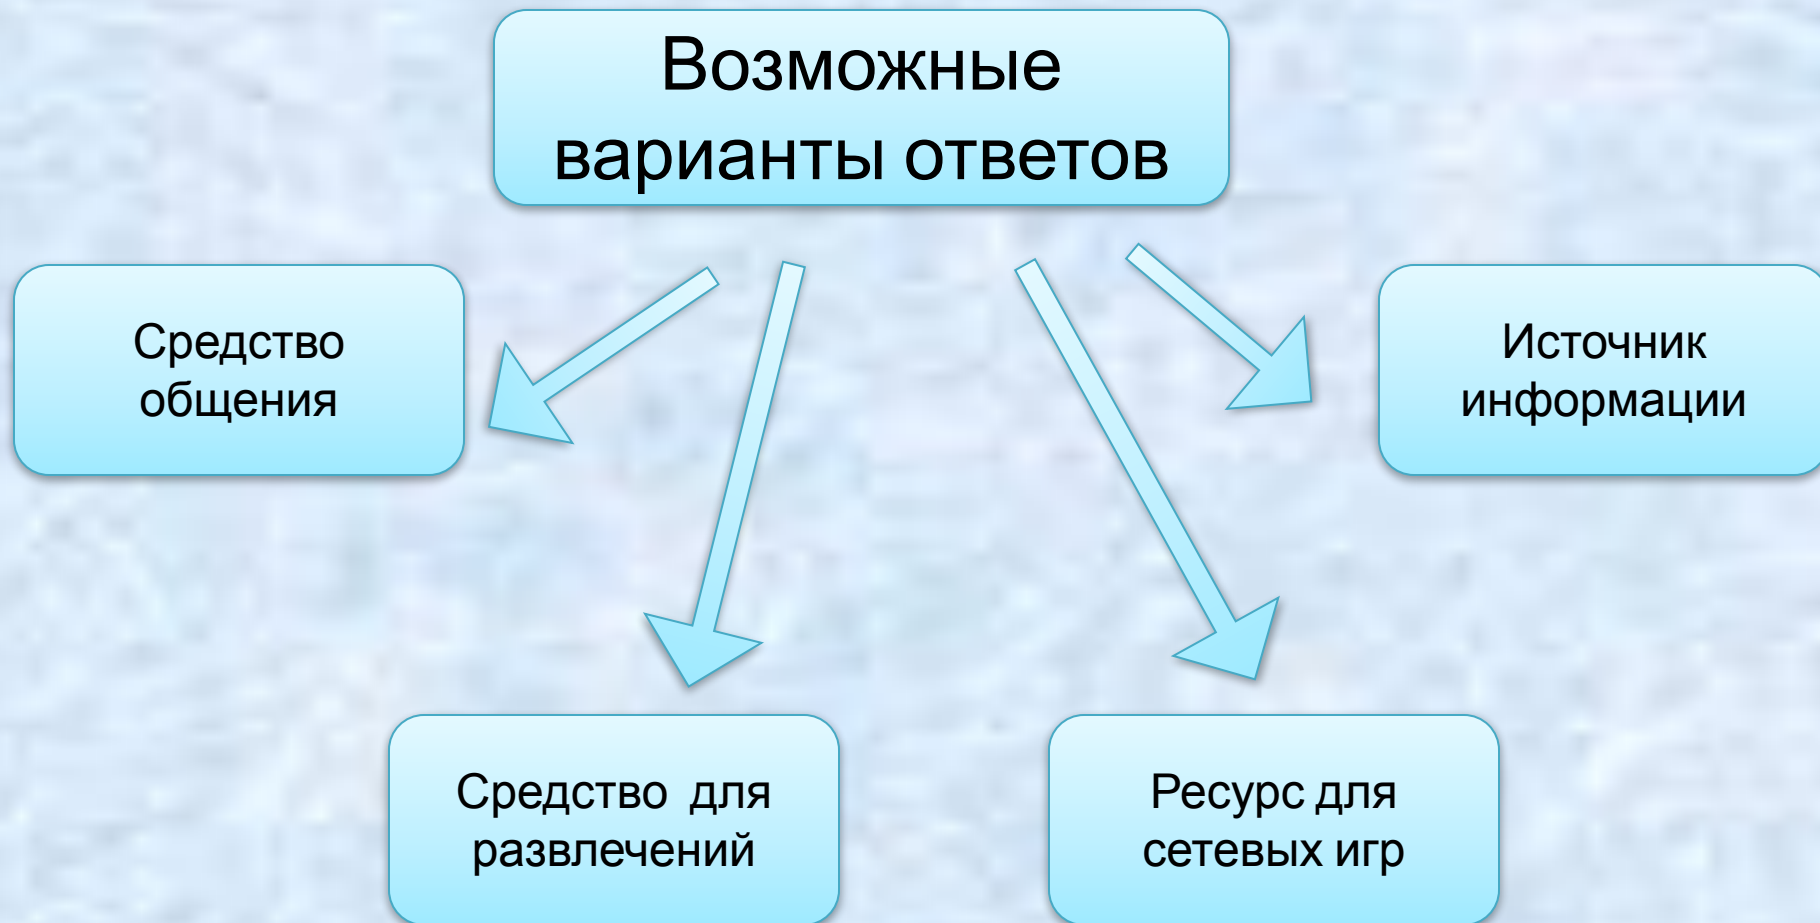 Возможные
варианты ответов
Средство
общения
Источник
информации
Средство для
развлечений
Ресурс для
сетевых игр